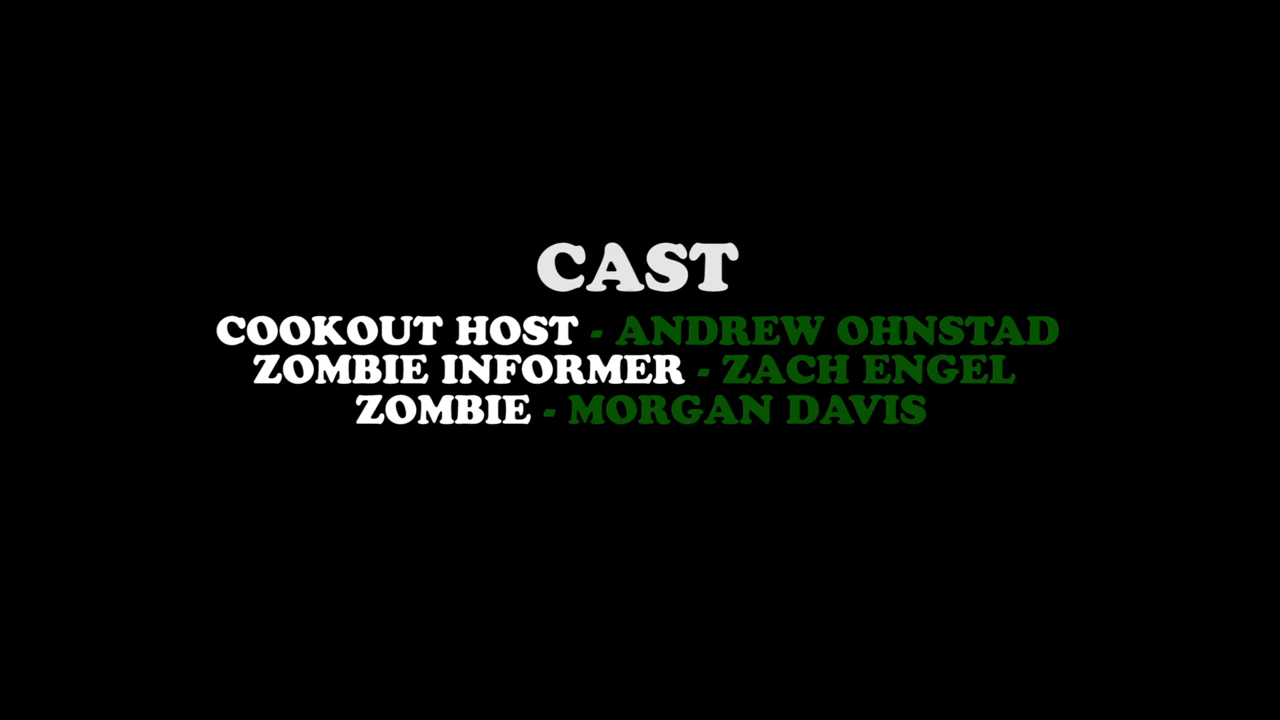 CAST
COOKOUT HOST - ANDREW OHNSTAD
ZOMBIE INFORMER - ZACH ENGEL
ZOMBIE - MORGAN DAVIS